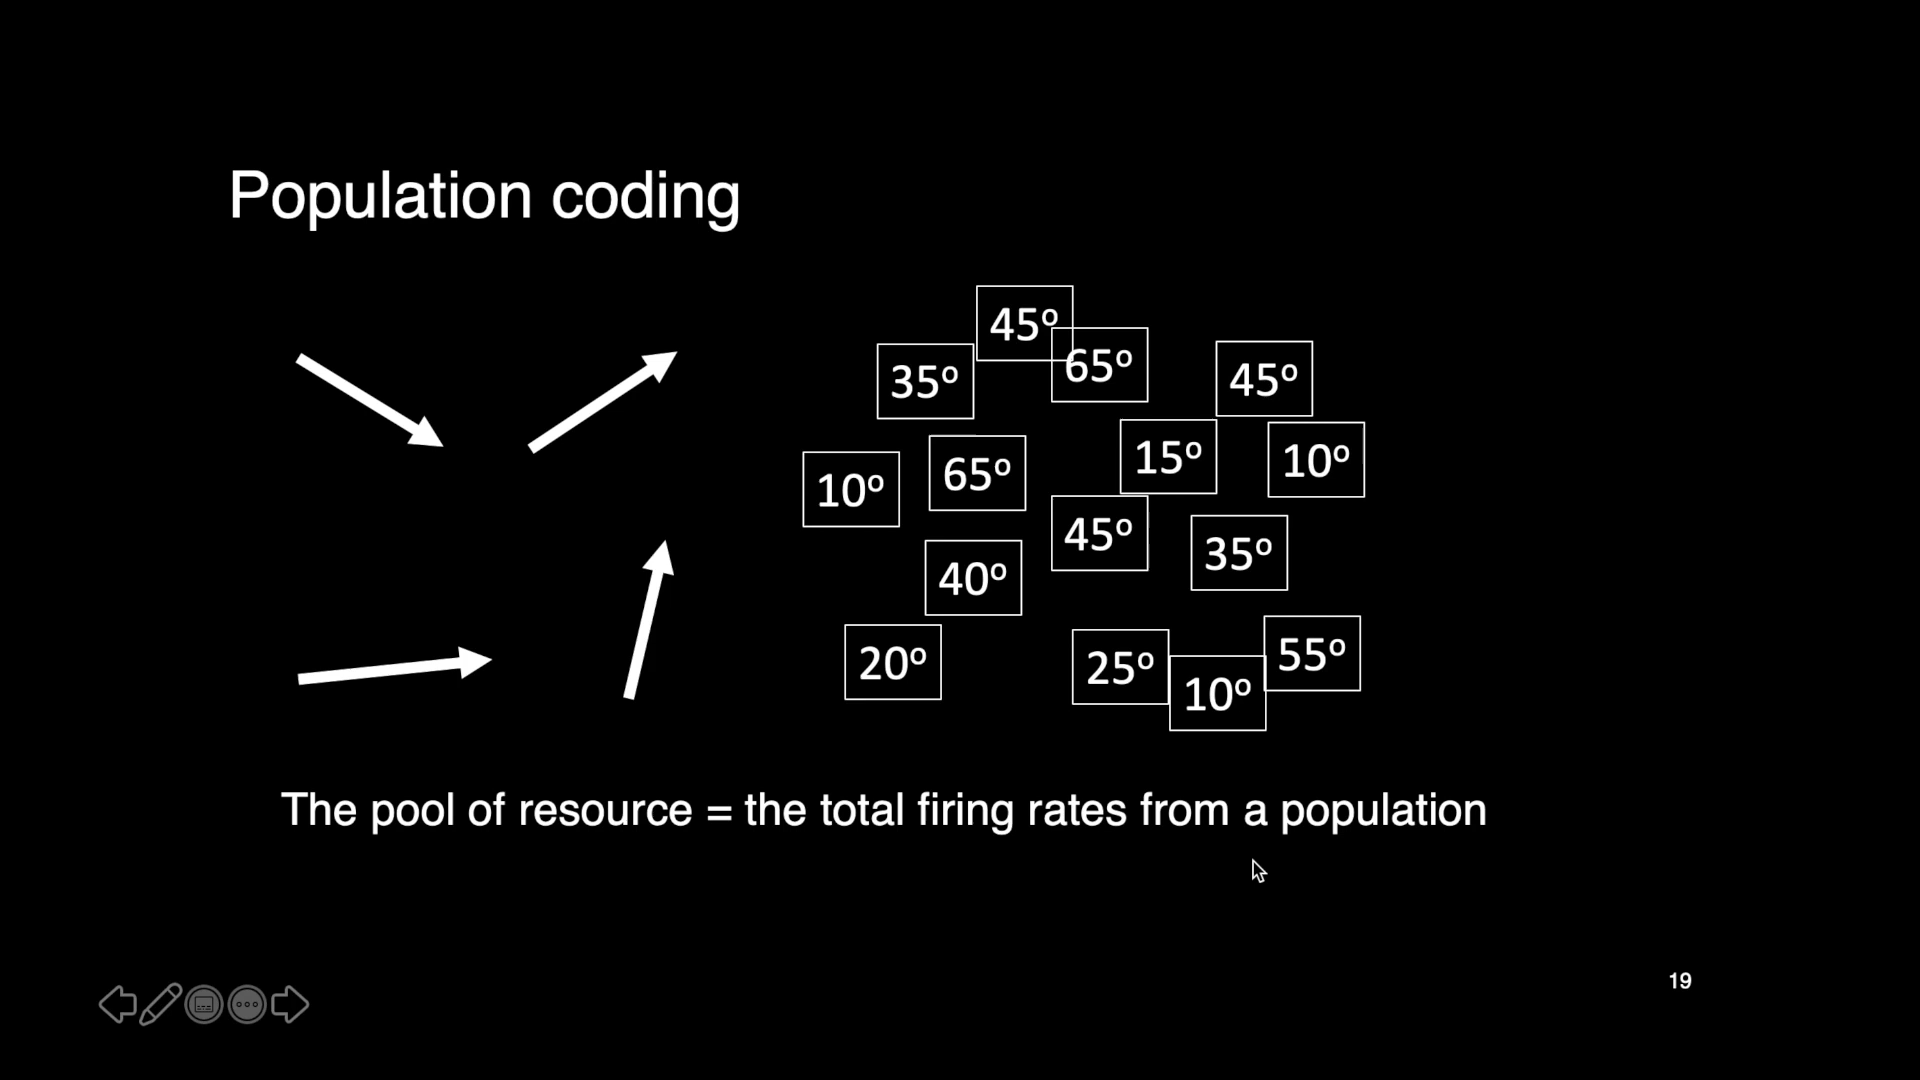 Population coding
45º
65º
35º
45º
15º
10º
65º
10º
45º
35º
40º
55º
20º
25º
10º
The pool of resource = the total firing rates from a population
19